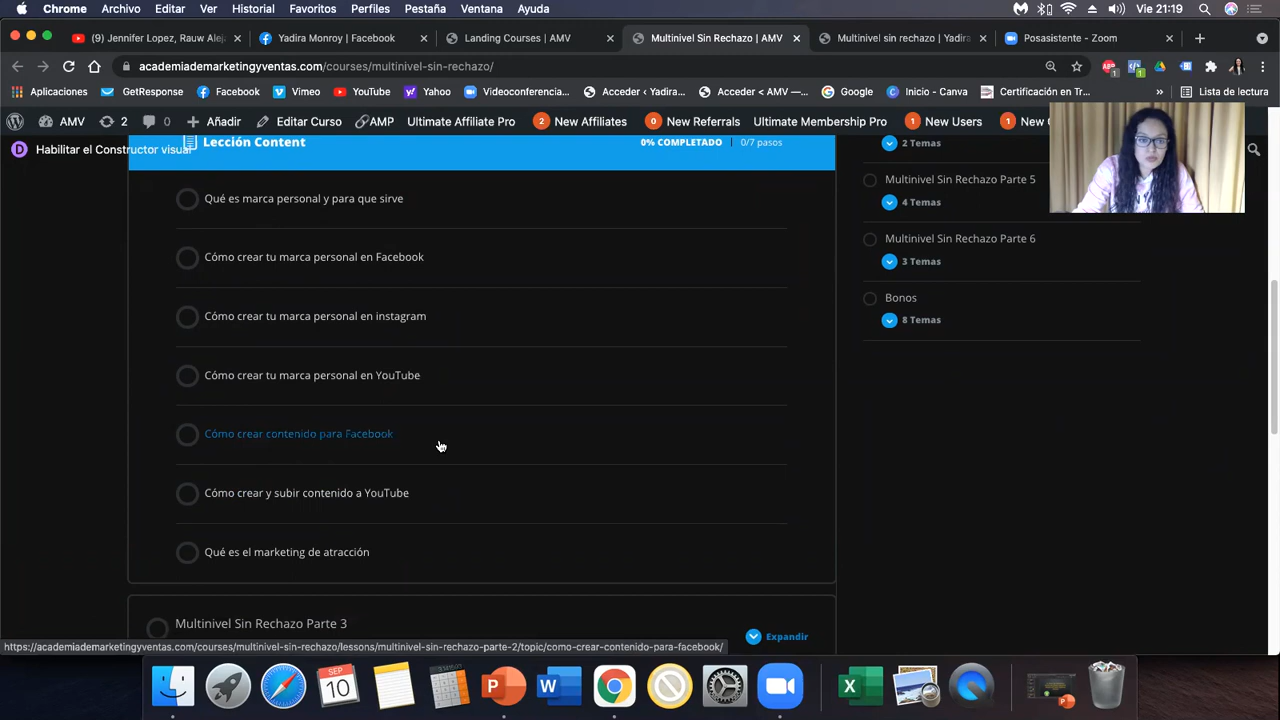 Chrome Archivo Editar Ver Historial Favoritos Perfiles Pestaña Ventana Ayuda Vie 21:19
(9) Jennifer Lopez, Rauw Alej Yadira Monroy | Facebook Landing Courses | AMV Multinivel Sin Rechazo | AMV Multinivel sin rechazo | Yadira Posasistente - Zoom
academiademarketingyventas.com/courses/multinivel-sin-rechazo/
Aplicaciones GetResponse Facebook Vimeo YouTube Yahoo Videoconferenci... Acceder ‹ Yadira... Acceder ‹ AMV —... Google Inicio - Canva Certificación en Tr... » Lista de lectura
AMV 2 0 Añadir Editar Curso AMP Ultimate Affiliate Pro 2 New Affiliates 0 New Referrals Ultimate Membership Pro 1 New Users 1 New
D Habilitar el Constructor visual
Lección Content 0% COMPLETADO 0/7 pasos
Qué es marca personal y para que sirve
Cómo crear tu marca personal en Facebook
Cómo crear tu marca personal en instagram
Cómo crear tu marca personal en YouTube
Cómo crear contenido para Facebook
Cómo crear y subir contenido a YouTube
Qué es el marketing de atracción
Multinivel Sin Rechazo Parte 3
Expandir
2 Temas
Multinivel Sin Rechazo Parte 5
4 Temas
Multinivel Sin Rechazo Parte 6
3 Temas
Bonos
8 Temas
https://academiademarketingyventas.com/courses/multinivel-sin-rechazo/lessons/multinivel-sin-rechazo-parte-2/topic/como-crear-contenido-para-facebook/
SEP
10